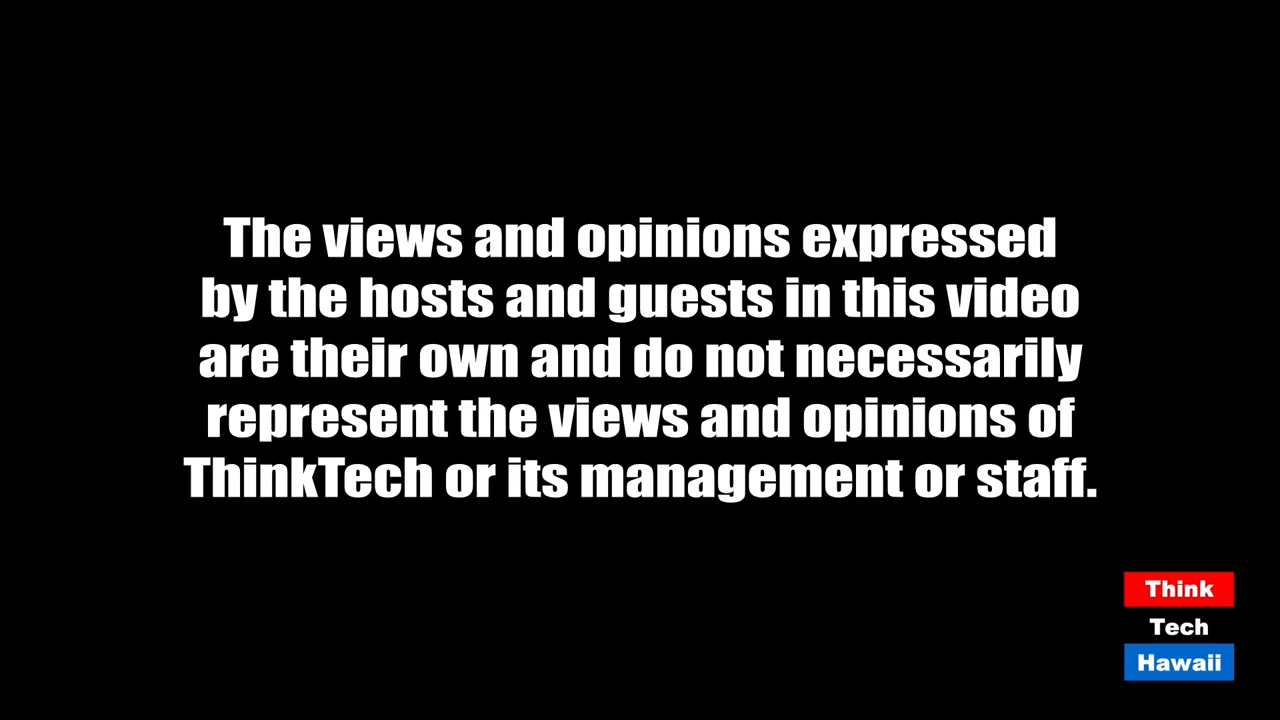 The views and opinions expressed
by the hosts and guests in this video
are their own and do not necessarily
represent the views and opinions of
ThinkTech or its management or staff.
Think
Tech
Hawaii